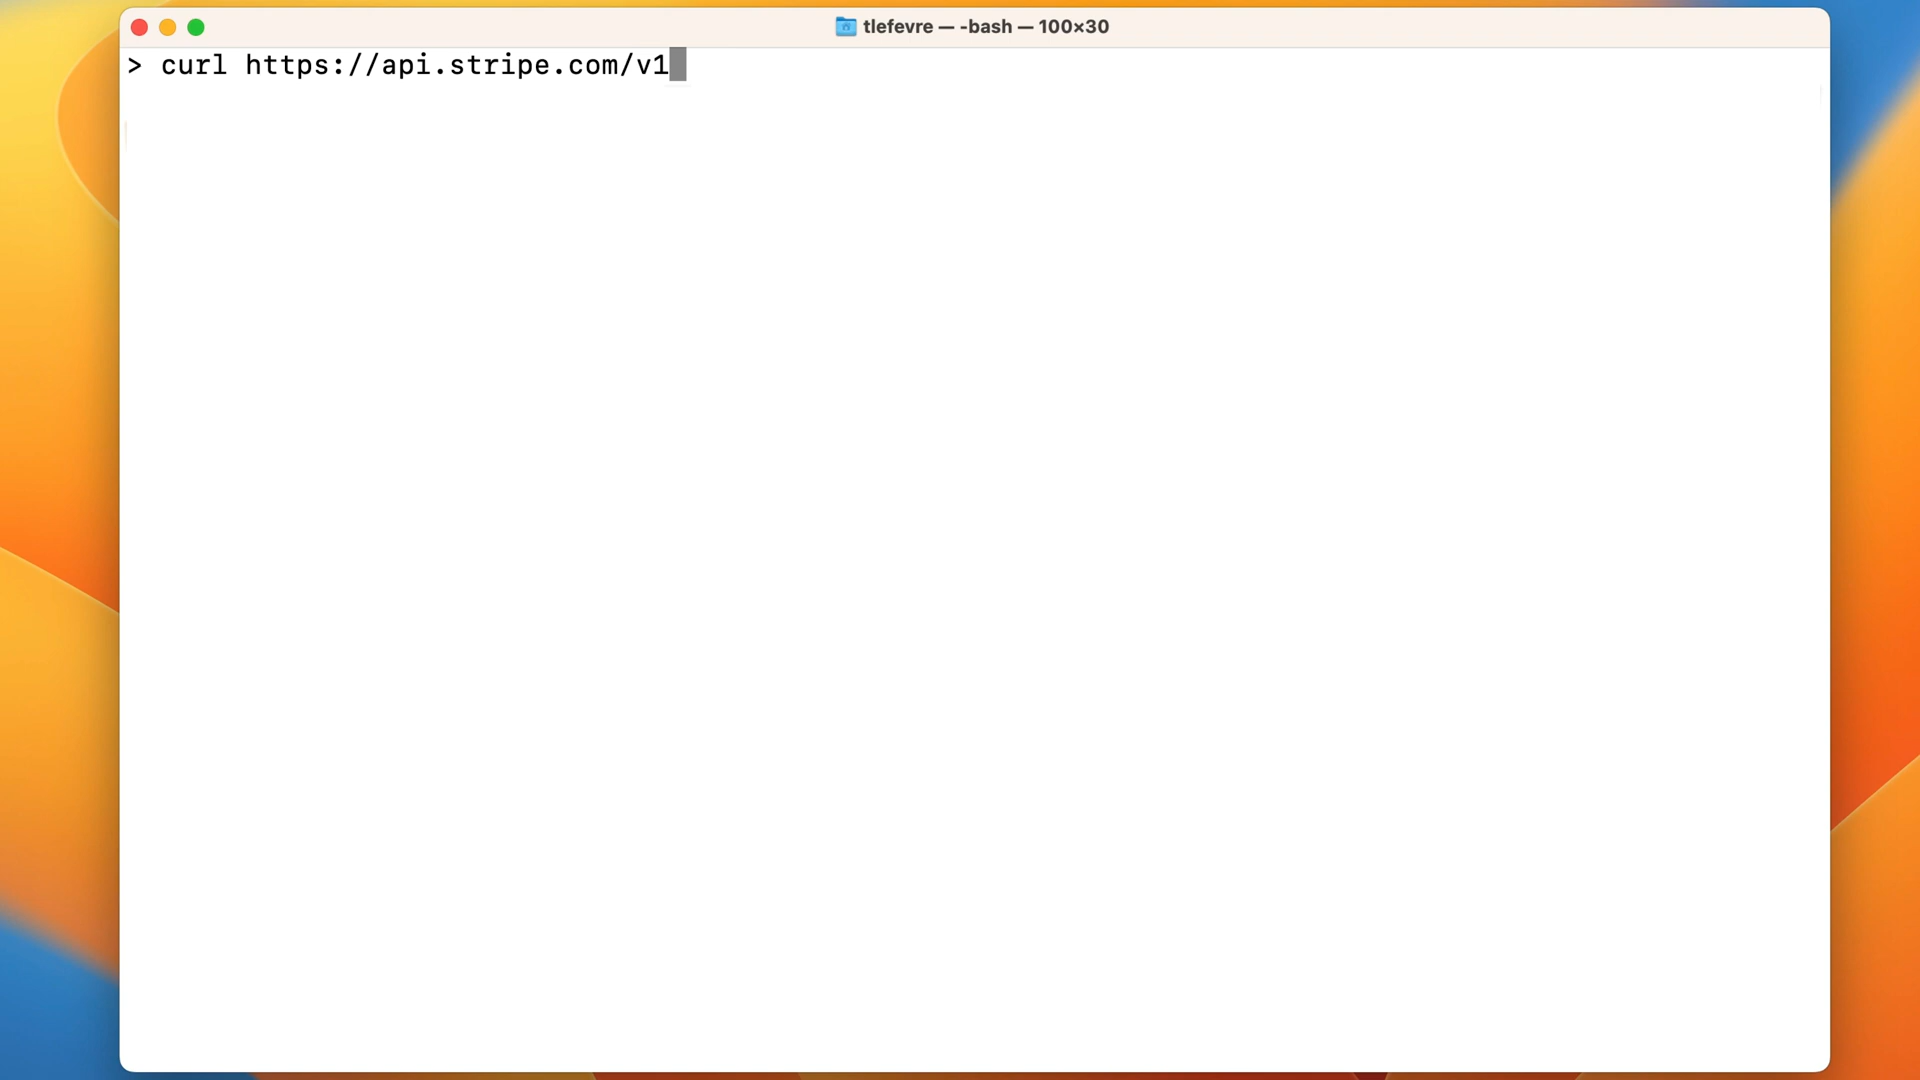 tlefevre — -bash — 100×30
> curl https://api.stripe.com/v1